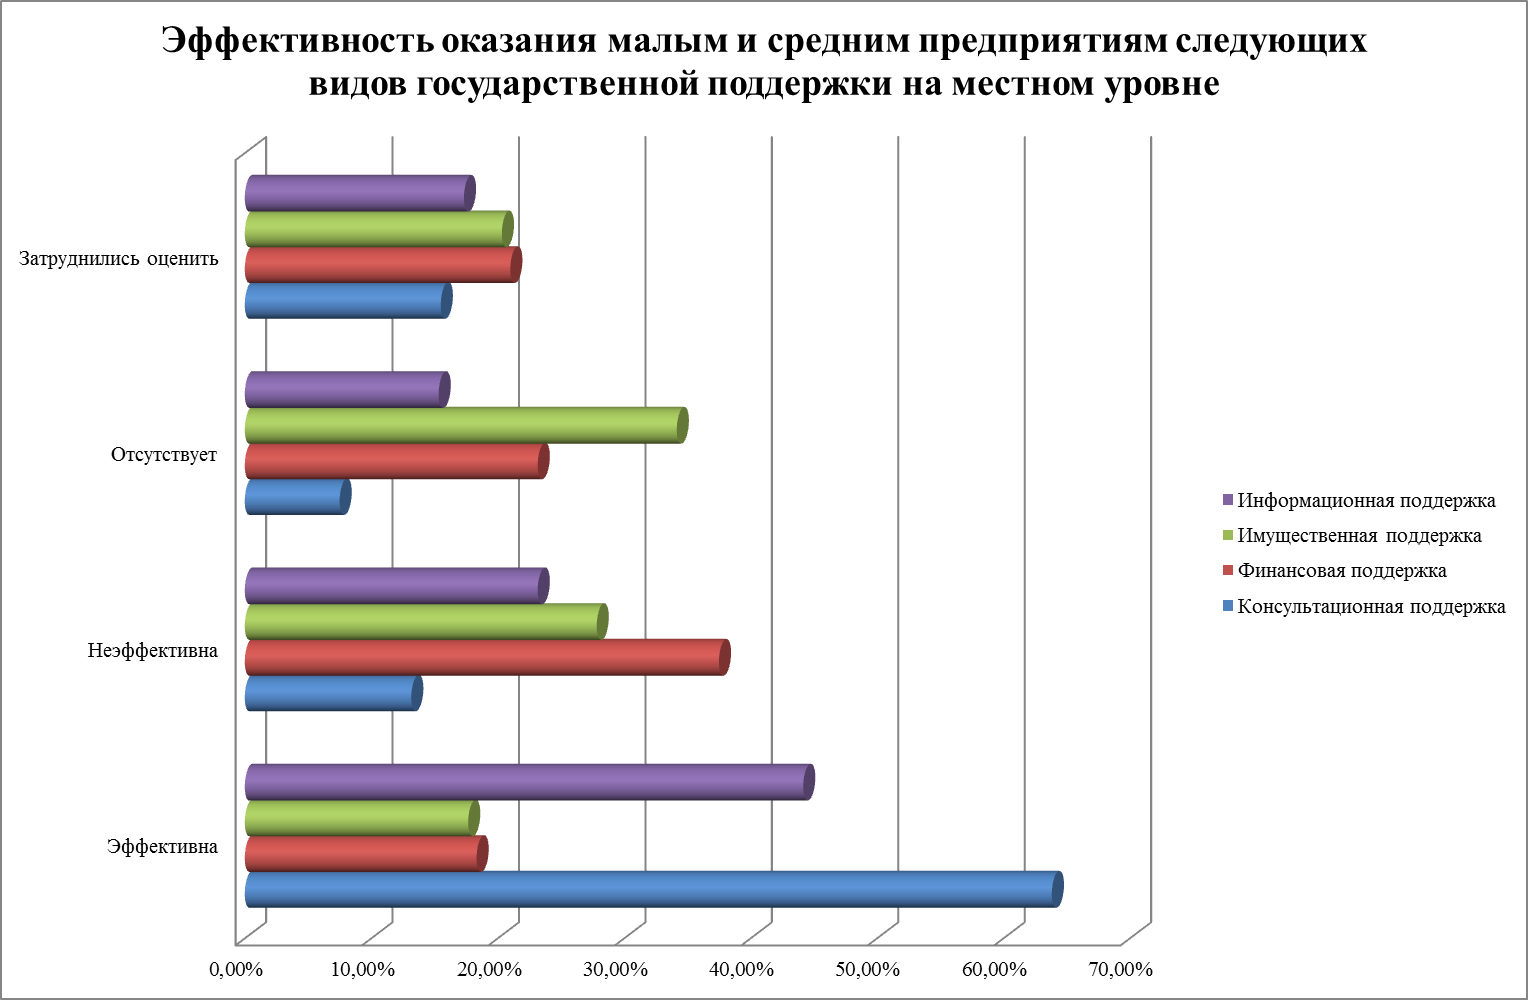 Эффективность оказания малым и средним предприятиям следующих
видов государственной поддержки на местном уровне
Затруднились оценить
Отсутствует
Неэффективна
Эффективна
0,00% 10,00% 20,00% 30,00% 40,00% 50,00% 60,00% 70,00%
Информационная поддержка
Имущественная поддержка
Финансовая поддержка
Консультационная поддержка